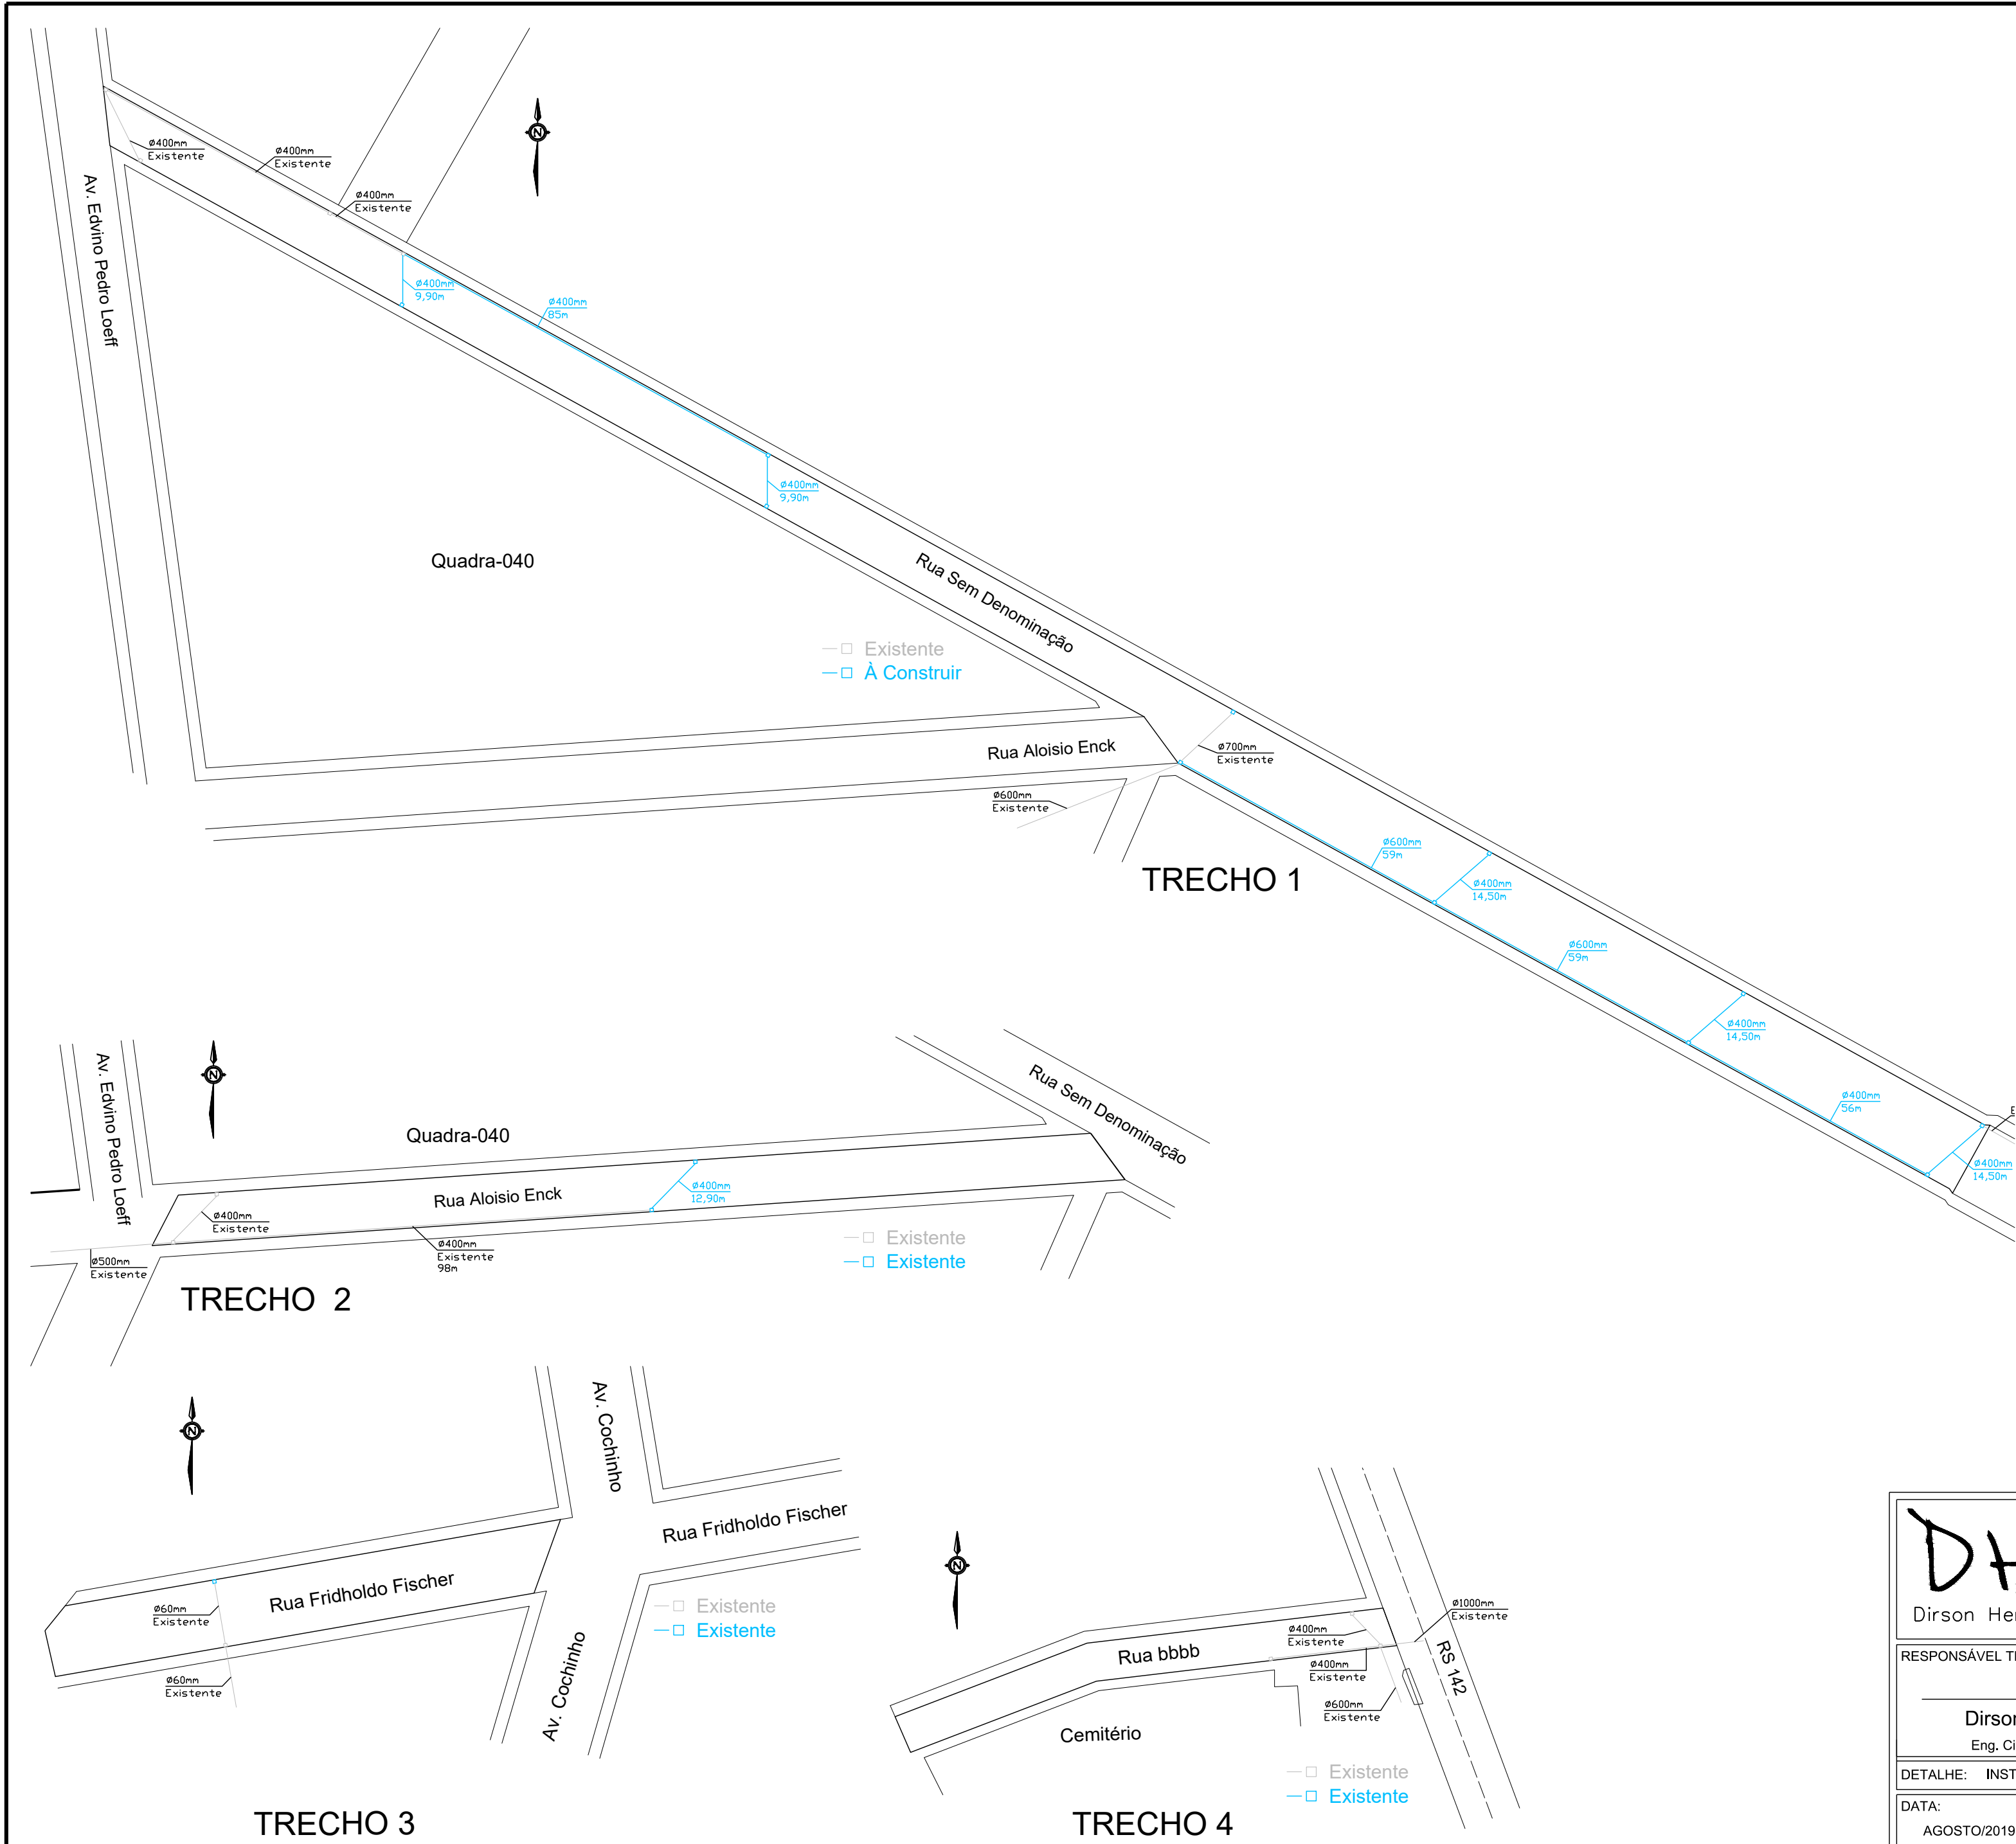 Av. Edvino Pedro Loeff
Ø400mm
Existente
Ø400mm
Existente
Ø400mm
Existente
N
Ø400mm
9,90m
Ø400mm
85m
Ø400mm
9,90m
Quadra-040
Rua Sem Denominação
Existente
À Construir
Rua Aloisio Enck
Ø700mm
Existente
Ø600mm
Existente
TRECHO 1
Ø600mm
59m
Ø400mm
14,50m
Ø600mm
59m
Ø400mm
14,50m
Ø400mm
56m
Ø400mm
14,50m
Av. Edvino Pedro Loeff
N
Quadra-040
Rua Sem Denominação
Rua Aloisio Enck
Ø400mm
12,90m
Ø400mm
Existente
Ø400mm
Existente
98m
Ø500mm
Existente
Existente
Existente
TRECHO 2
N
Av. Cochinho
Rua Fridholdo Fischer
Rua Fridholdo Fischer
Ø60mm
Existente
Ø60mm
Existente
Av. Cochinho
Existente
Existente
TRECHO 3
N
Ø1000mm
Existente
Ø400mm
Existente
Rua bbbb
Ø400mm
Existente
RS 142
Ø600mm
Existente
Cemitério
Existente
Existente
TRECHO 4
DH
Dirson He
RESPONSÁVEL T
Dirso
Eng. Ci
DETALHE: INST
DATA:
AGOSTO/2019